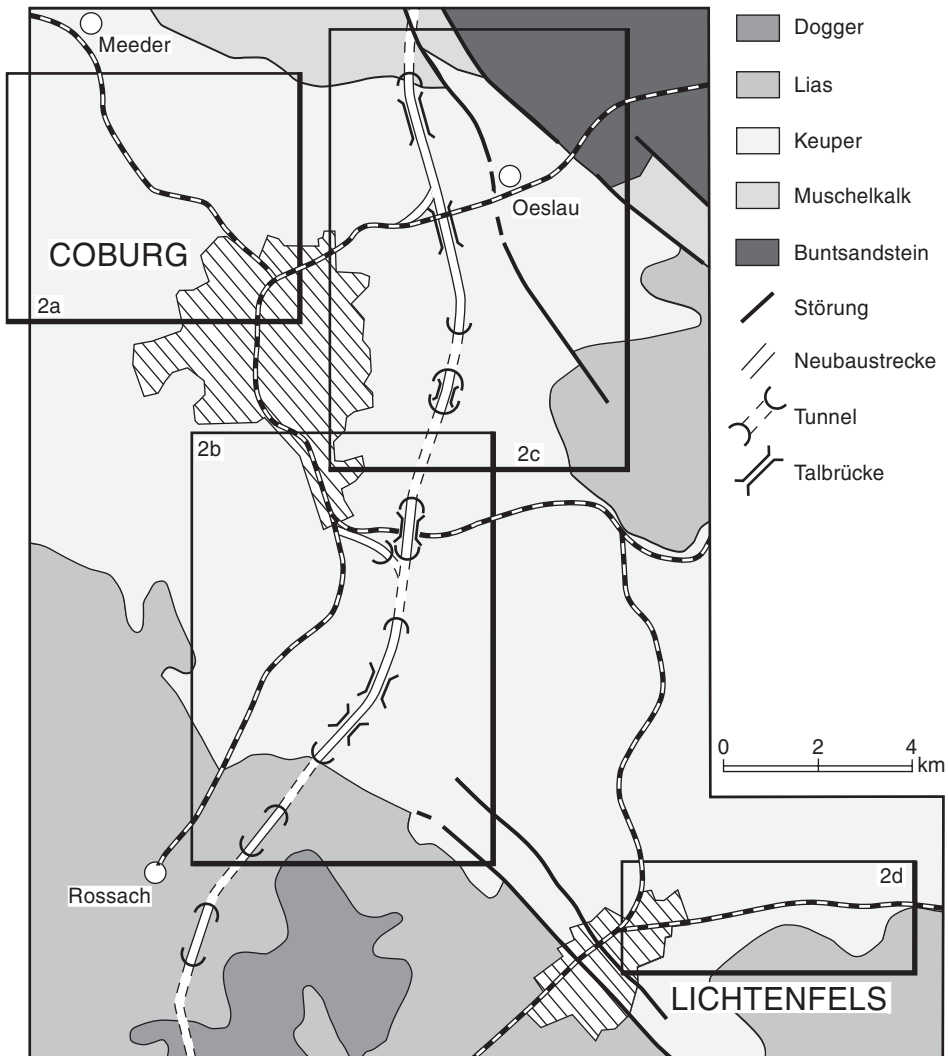 Meeder
Oeslau
COBURG
2a
2b
2c
Rossach
2d
LICHTENFELS
Dogger
Lias
Keuper
Muschelkalk
Buntsandstein
Störung
Neubaustrecke
Tunnel
Talbrücke
0 2 4
km